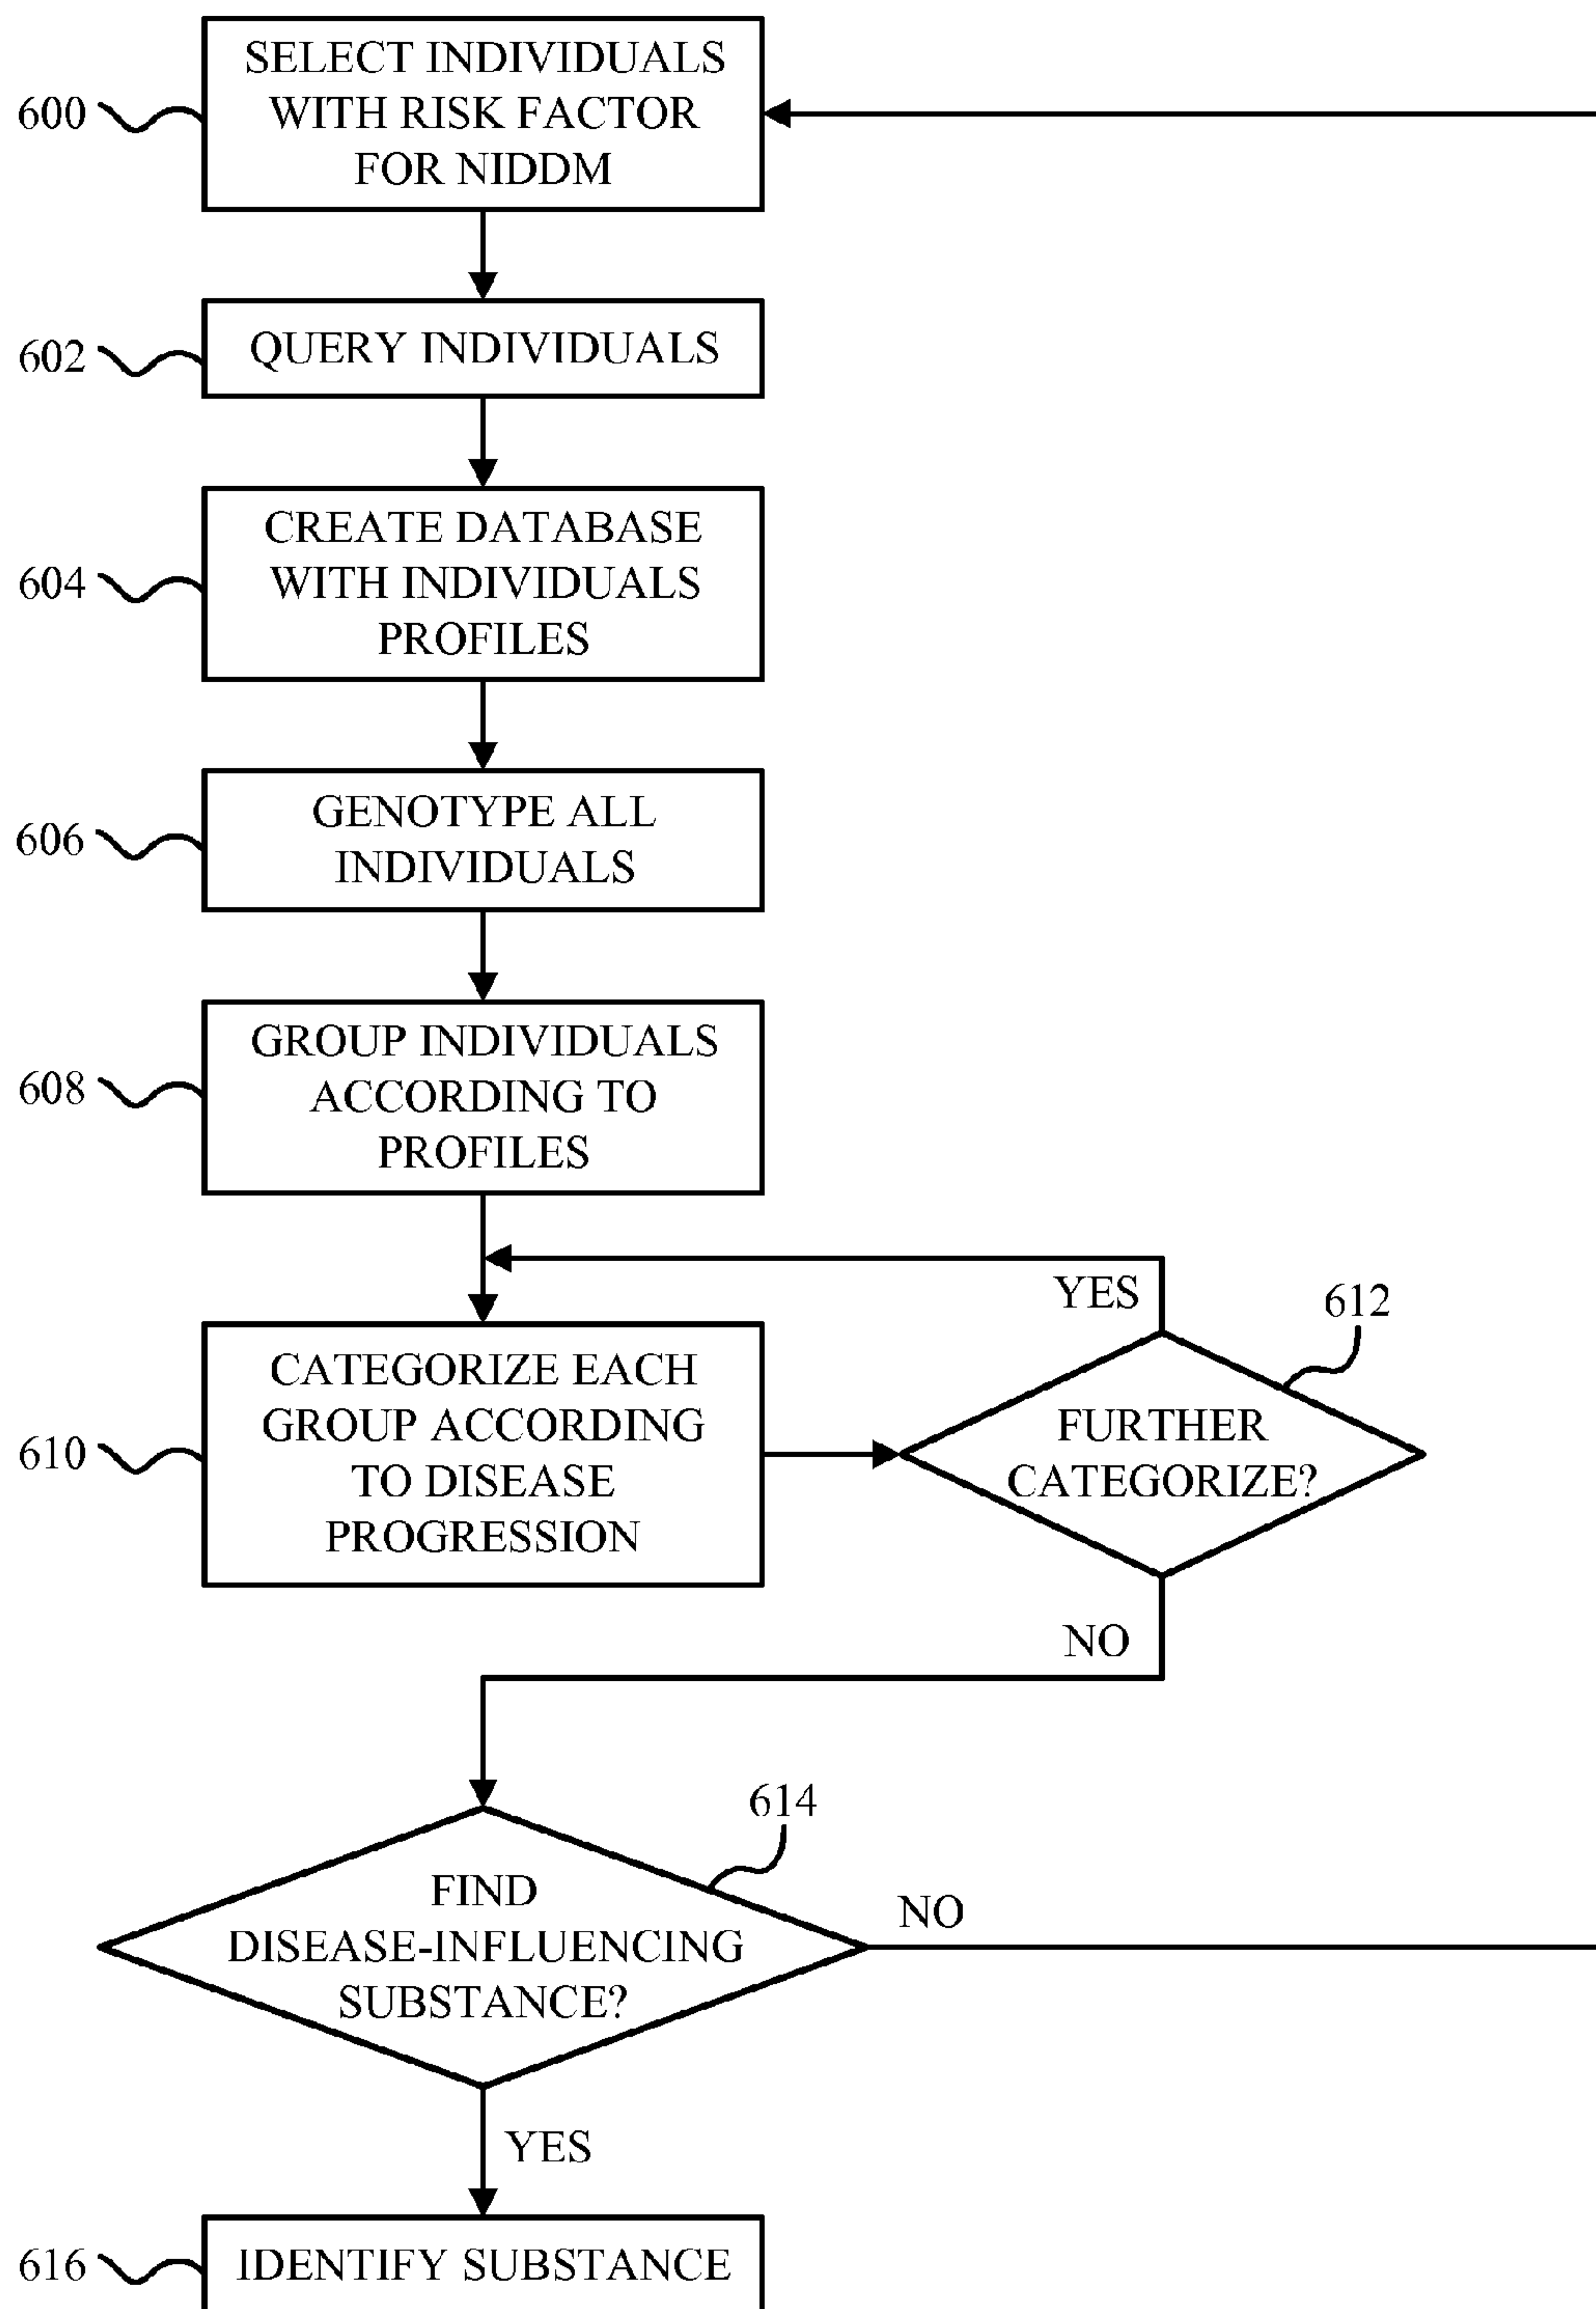 SELECT INDIVIDUALS
WITH RISK FACTOR
FOR NIDDM
600
QUERY INDIVIDUALS
602
CREATE DATABASE
WITH INDIVIDUALS
PROFILES
604
GENOTYPE ALL
INDIVIDUALS
606
GROUP INDIVIDUALS
ACCORDING TO
PROFILES
608
CATEGORIZE EACH
GROUP ACCORDING
TO DISEASE
PROGRESSION
610
YES
612
FURTHER
CATEGORIZE?
NO
614
FIND
DISEASE-INFLUENCING
SUBSTANCE?
NO
YES
616
IDENTIFY SUBSTANCE